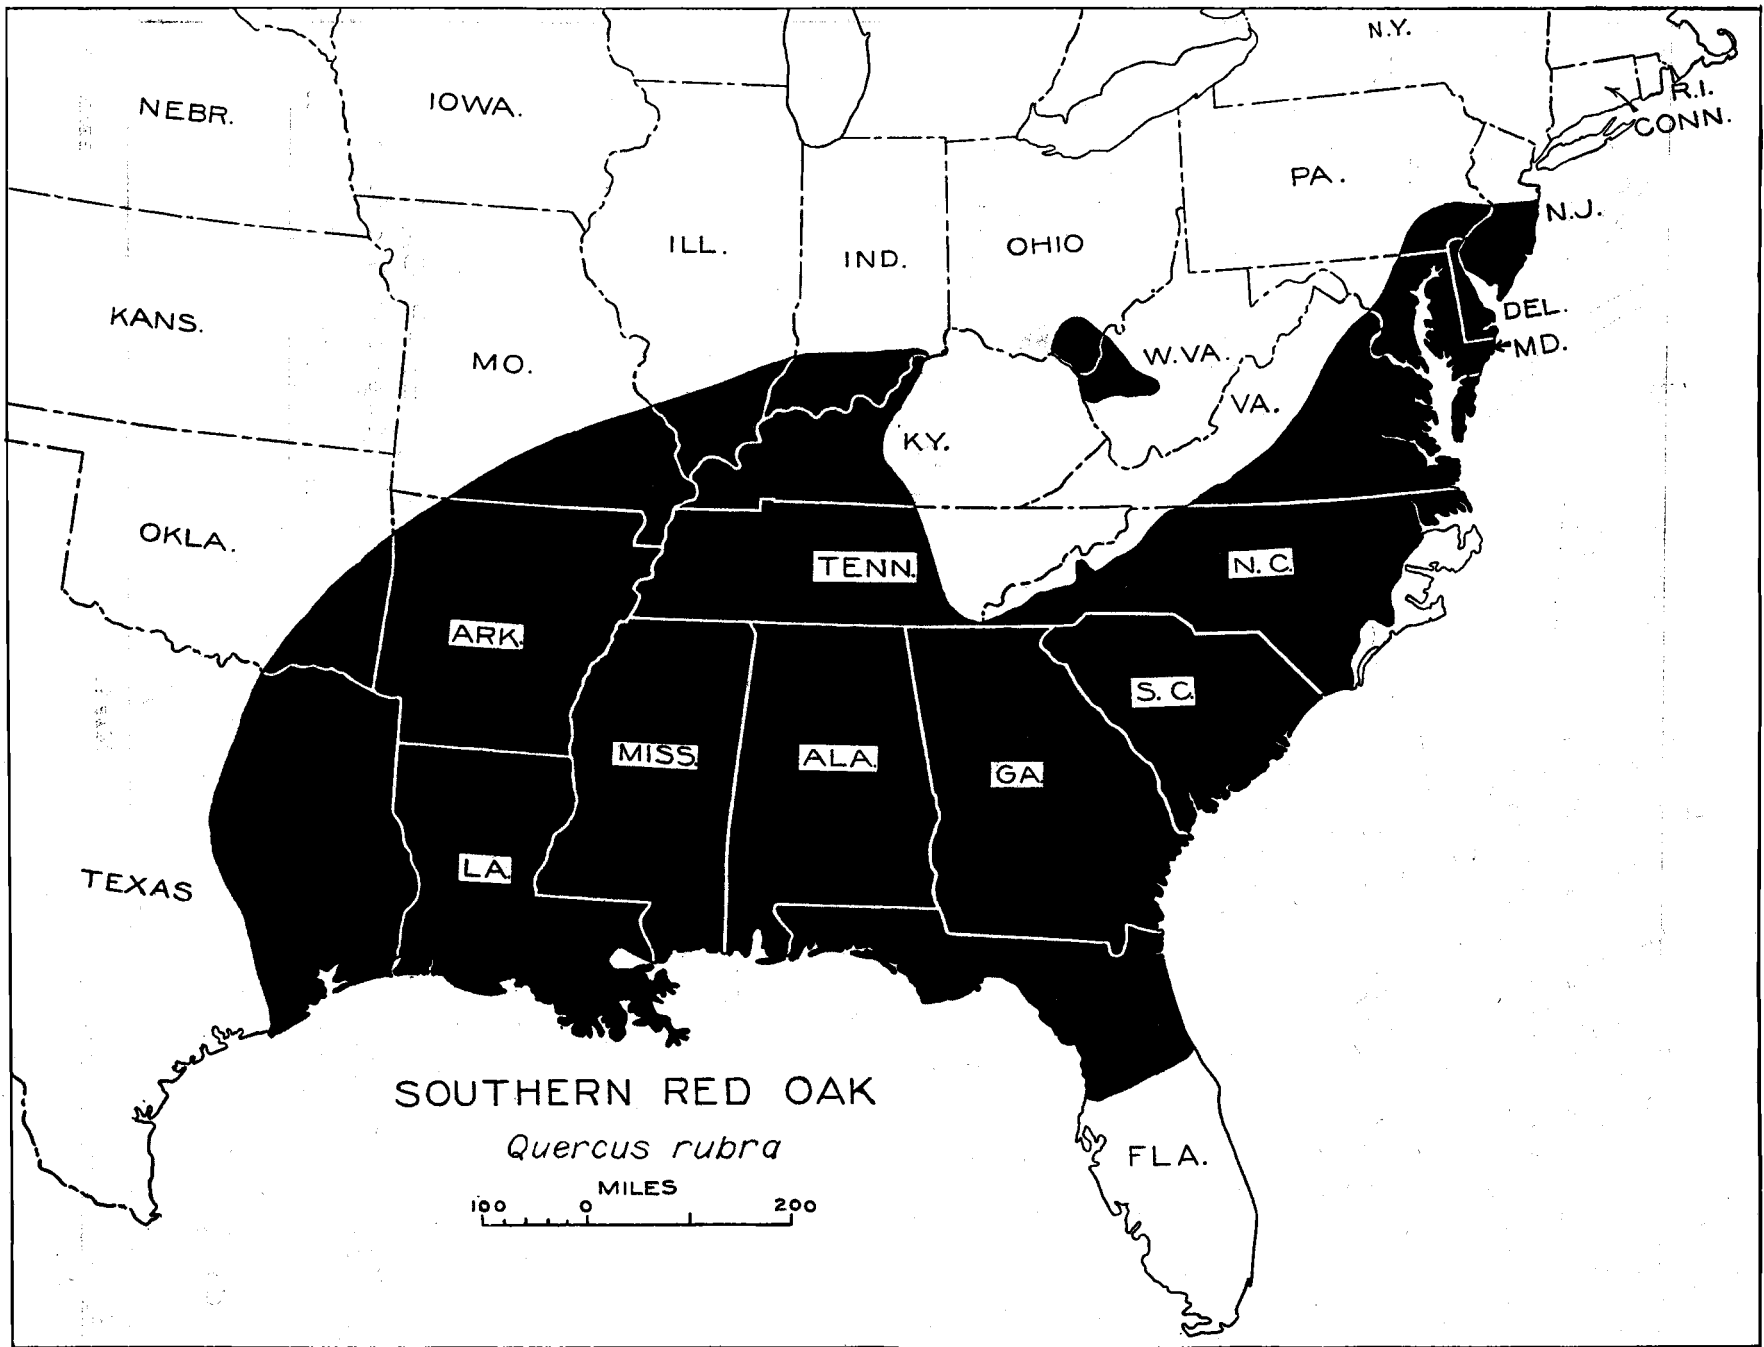 N.Y.
NEBR.
IOWA.
R.I.
CONN.
PA.
N.J.
ILL.
IND.
OHIO
KANS.
DEL.
MO.
W.VA.
MD.
VA.
KY.
OKLA.
TENN.
N.C.
ARK.
S.C.
MISS.
ALA.
GA.
LA.
TEXAS
SOUTHERN RED OAK
Quercus rubra
FLA.
MILES
100 0 200